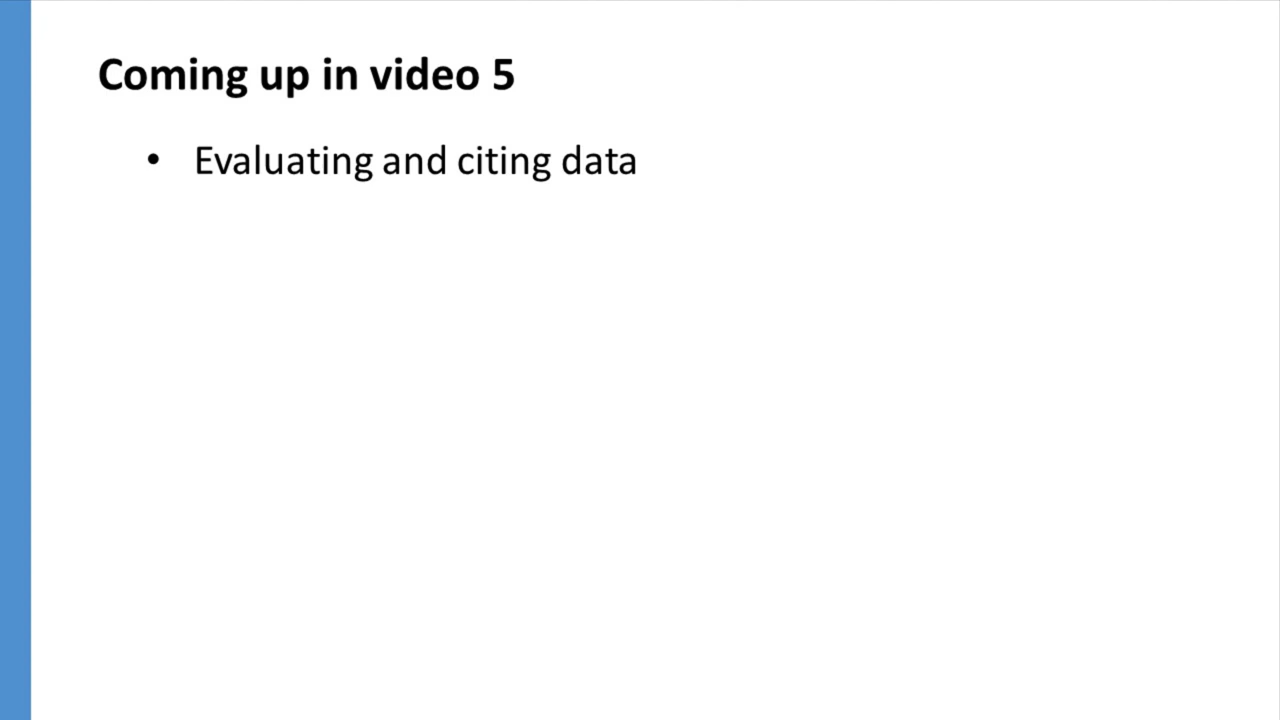 Coming up in video 5
• Evaluating and citing data